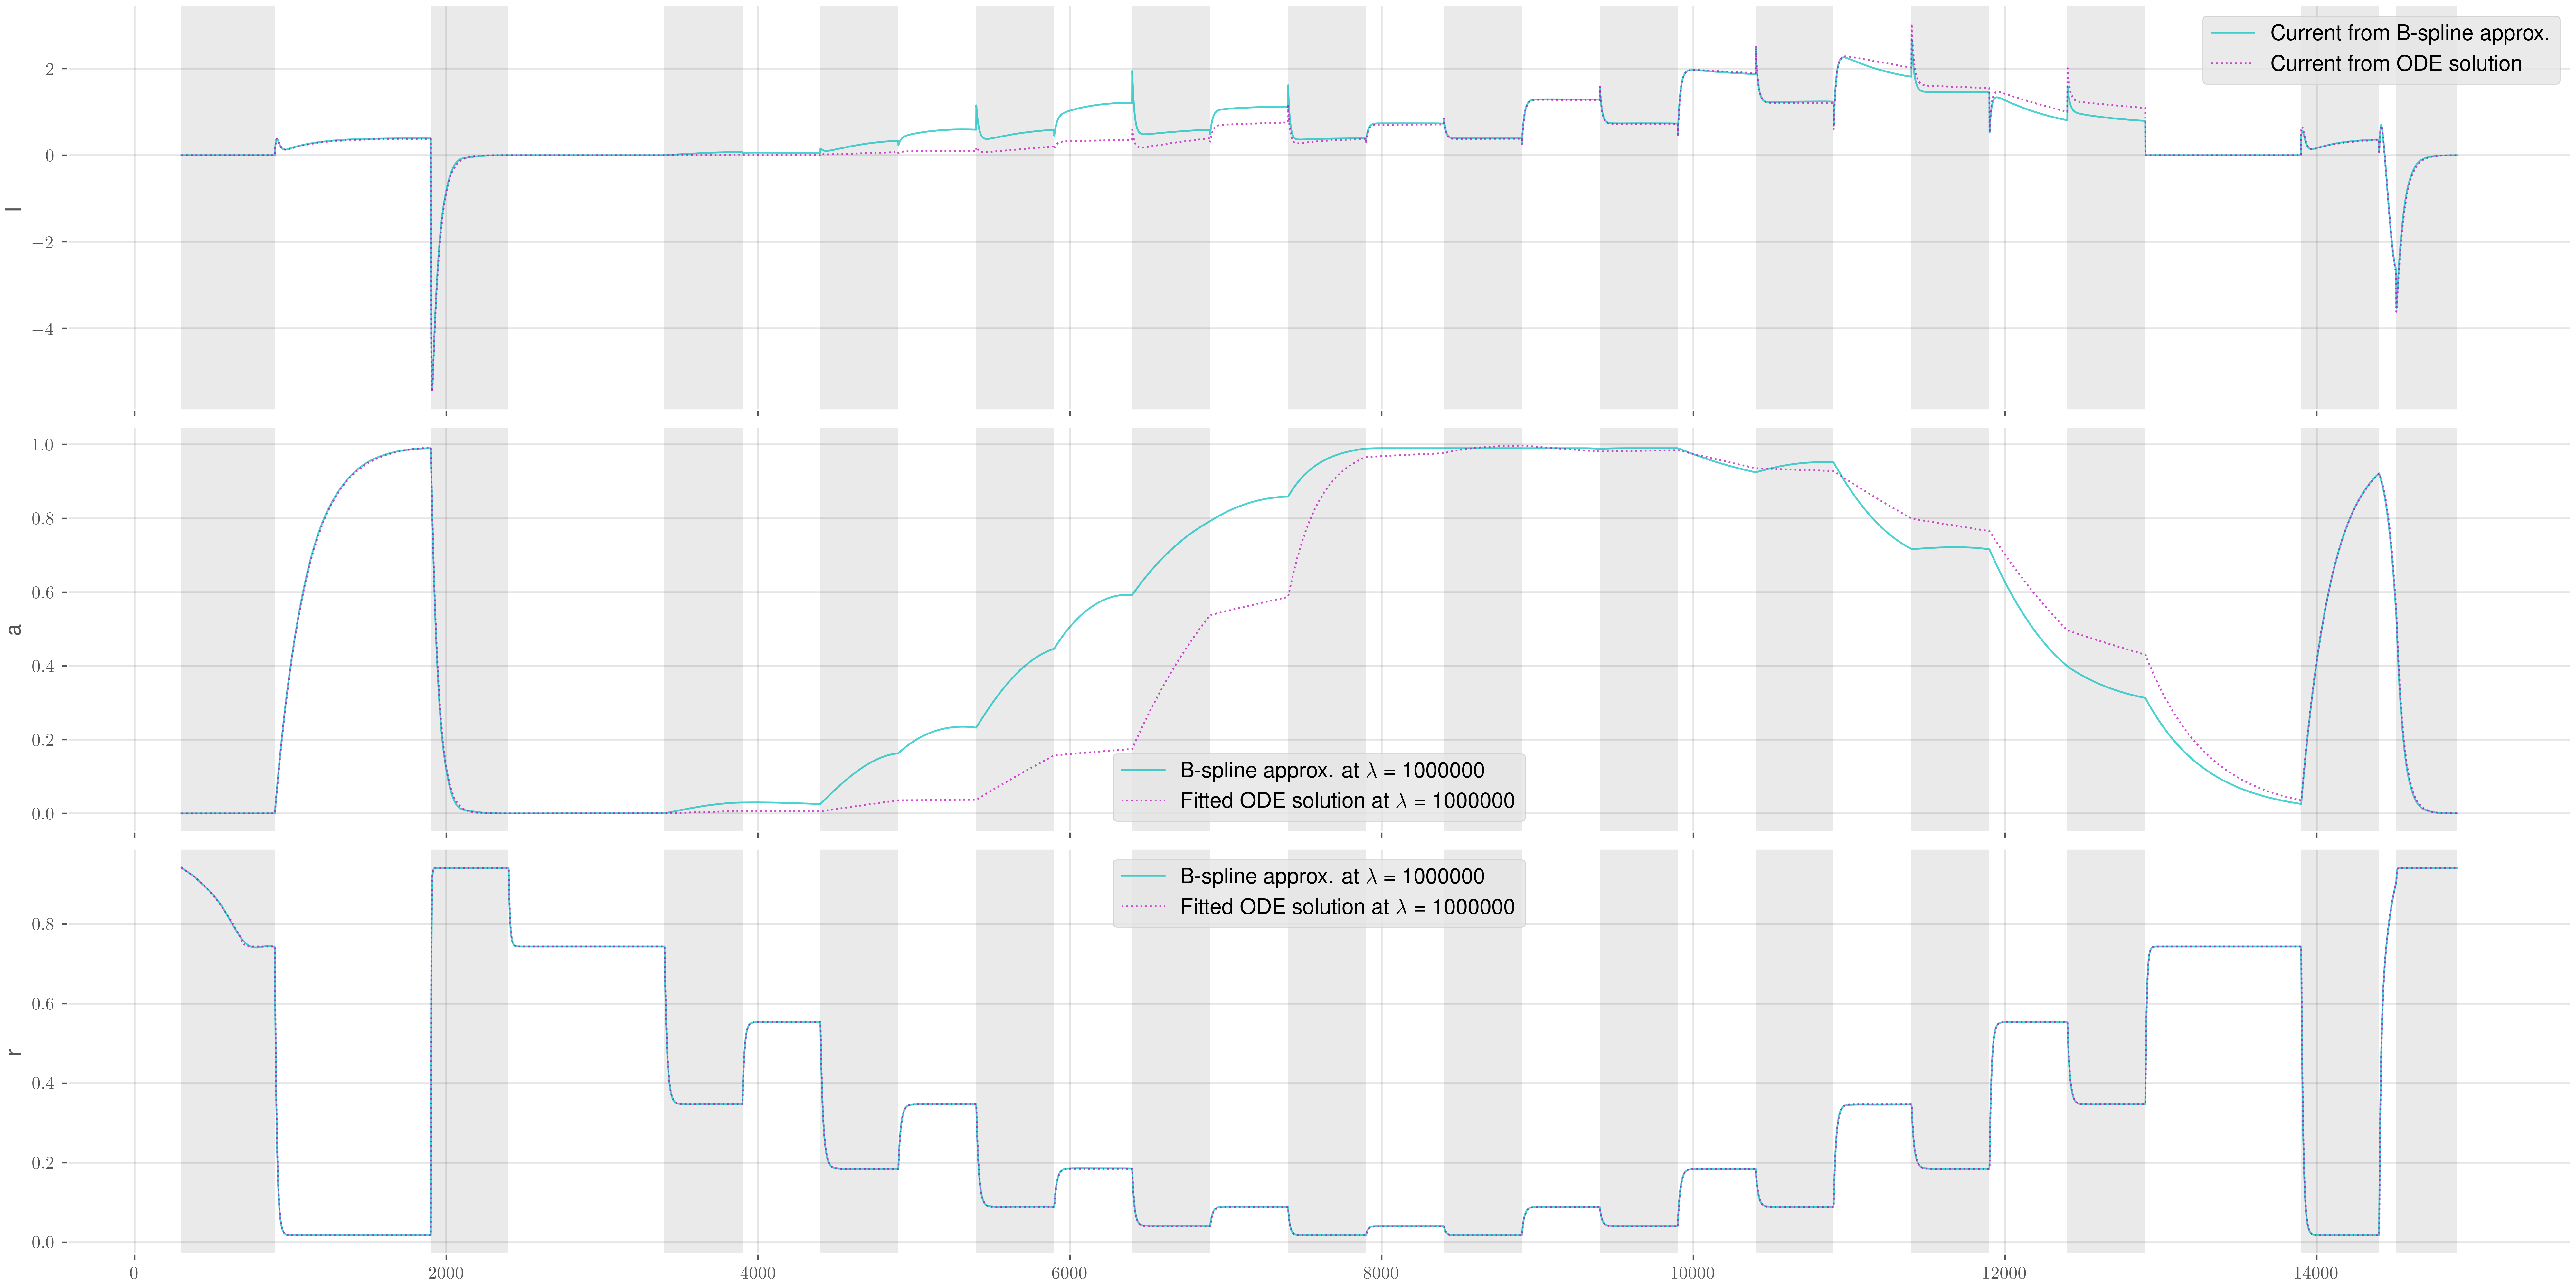 Current from B-spline approx.
Current from ODE solution
2
0
−2
−4
I
1.0
0.8
0.6
0.4
0.2
0.0
a
B-spline approx. at λ = 1000000
Fitted ODE solution at λ = 1000000
B-spline approx. at λ = 1000000
Fitted ODE solution at λ = 1000000
0.8
0.6
0.4
0.2
0.0
r
0 2000 4000 6000 8000 10000 12000 14000